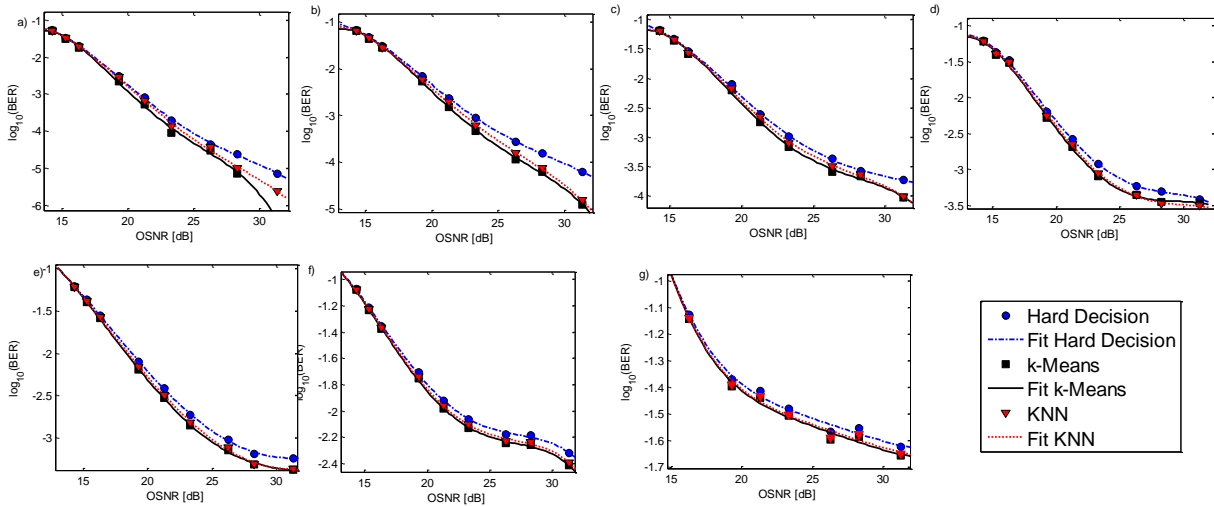 a)
-1
-2
-3
-4
-5
-6
15 20 25 30
log10(BER)
OSNR [dB]
b)
-1
-2
-3
-4
-5
15 20 25 30
log10(BER)
OSNR [dB]
c)
-1
-1.5
-2
-2.5
-3
-3.5
-4
15 20 25 30
log10(BER)
OSNR [dB]
d)
-1
-1.5
-2
-2.5
-3
-3.5
15 20 25 30
log10(BER)
OSNR [dB]
e)
-1
-1.5
-2
-2.5
-3
15 20 25 30
log10(BER)
OSNR [dB]
f)
-1
-1.2
-1.4
-1.6
-1.8
-2
-2.2
-2.4
15 20 25 30
log10(BER)
OSNR [dB]
g)
-1
-1.1
-1.2
-1.3
-1.4
-1.5
-1.6
-1.7
15 20 25 30
log10(BER)
OSNR [dB]
Hard Decision
Fit Hard Decision
k-Means
Fit k-Means
KNN
Fit KNN